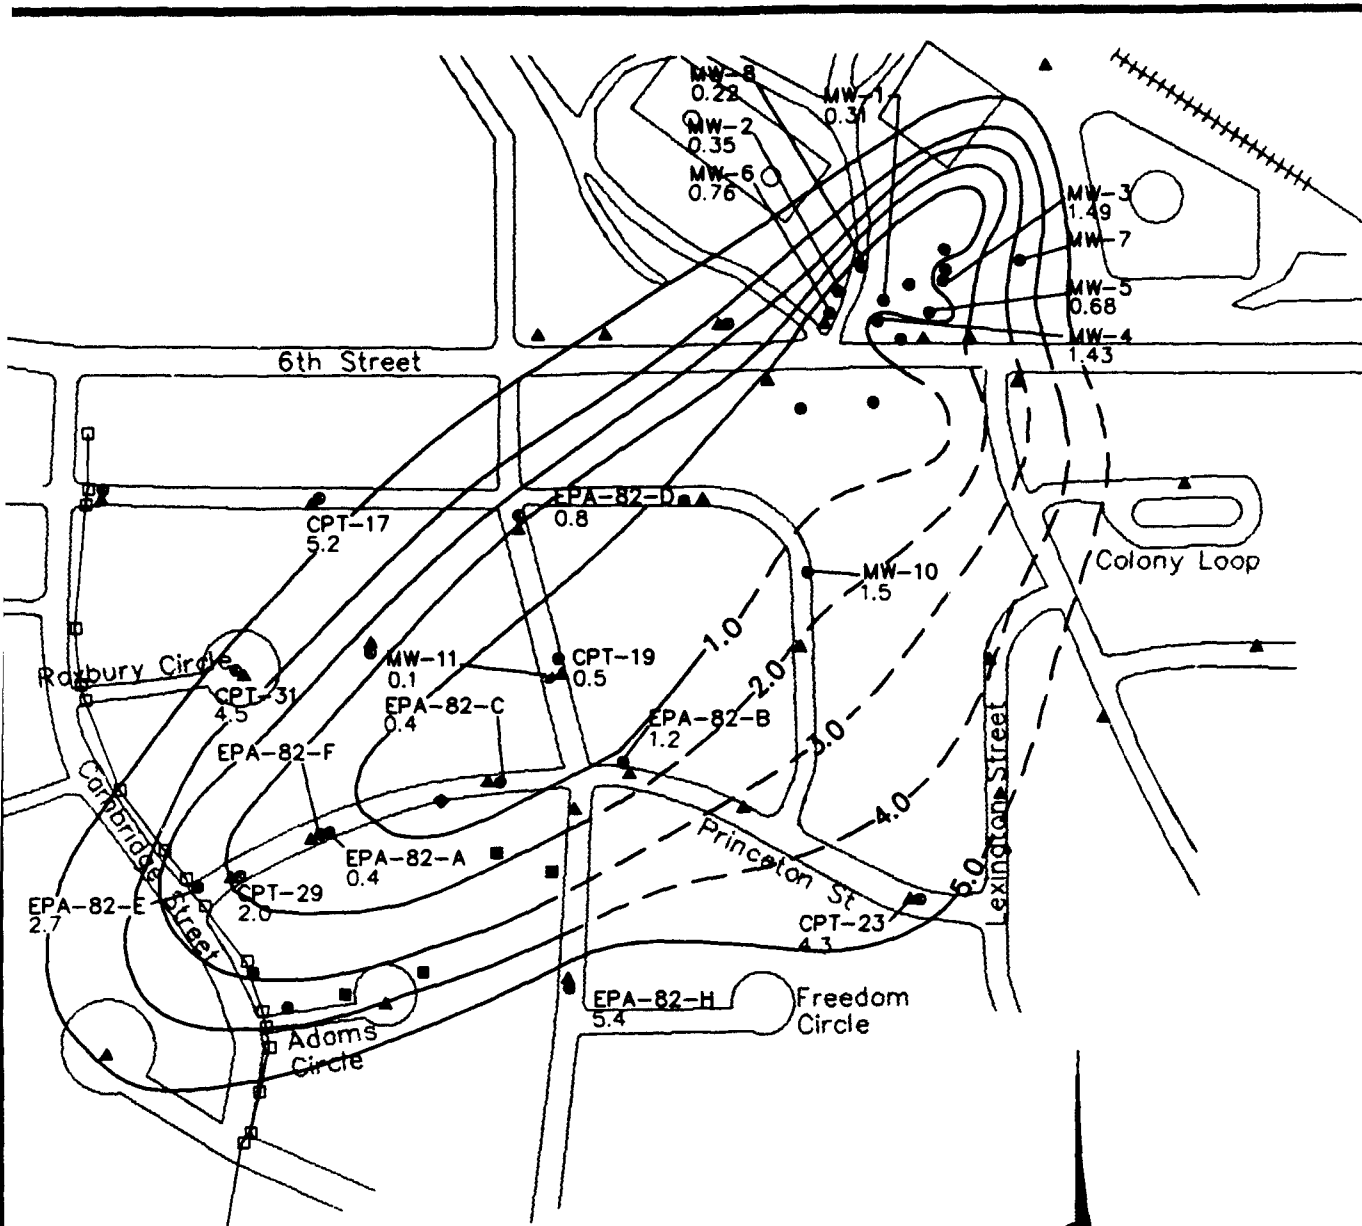 MW-8
0.22
MW-1
0.31
MW-2
0.35
MW-6
0.76
MW-3
1.49
MW-7
MW-5
0.68
MW-4
1.43
6th Street
EPA-82-D
0.8
CPT-17
5.2
Colony Loop
MW-10
1.5
1.0
Roxbury Circle
MW-11
0.1
CPT-19
0.5
2.0
CPT-31
4.5
EPA-82-C
0.4
EPA-82-B
1.2
3.0
EPA-82-F
4.0
Cambridge Street
Princeton St
Lexington Street
5.0
EPA-82-A
0.4
CPT-29
2.0
EPA-82-E
2.7
CPT-23
4.3
EPA-82-H
5.4
Freedom
Circle
Adams
Circle